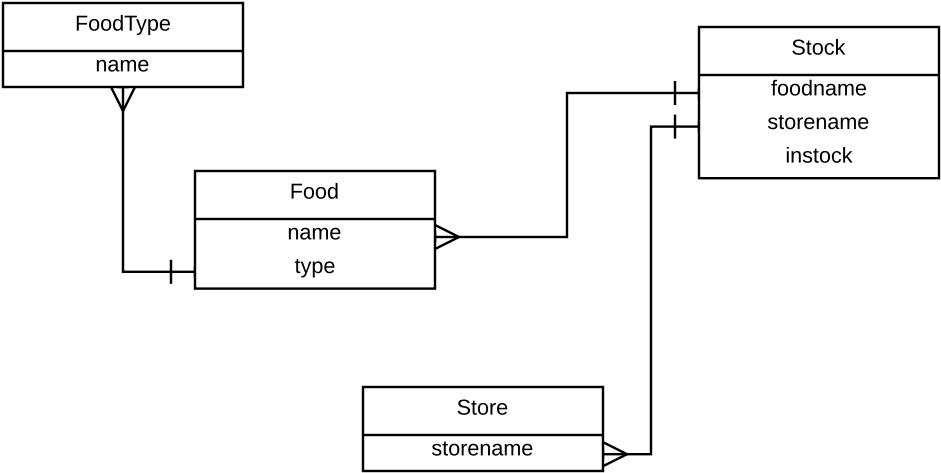 FoodType
name
Stock
foodname
storename
instock
Food
name
type
Store
storename